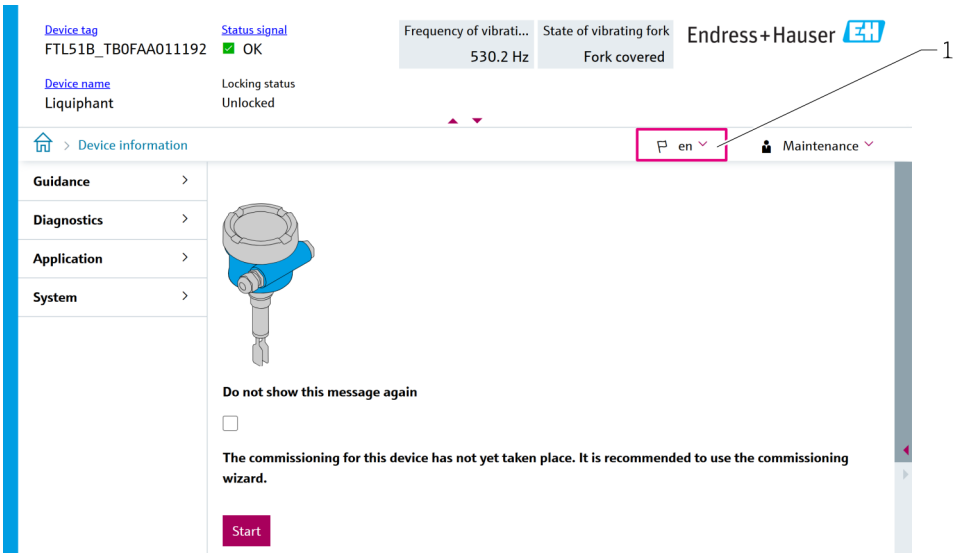 Device tag
FTL51B_TB0FAA011192
Status signal
OK
Frequency of vibrati...
530.2 Hz
State of vibrating fork
Fork covered
Endress+Hauser EH
1
Device name
Liquiphant
Locking status
Unlocked
> Device information
en
Maintenance
Guidance >
Diagnostics >
Application >
System >
Do not show this message again
The commissioning for this device has not yet taken place. It is recommended to use the commissioning
wizard.
Start